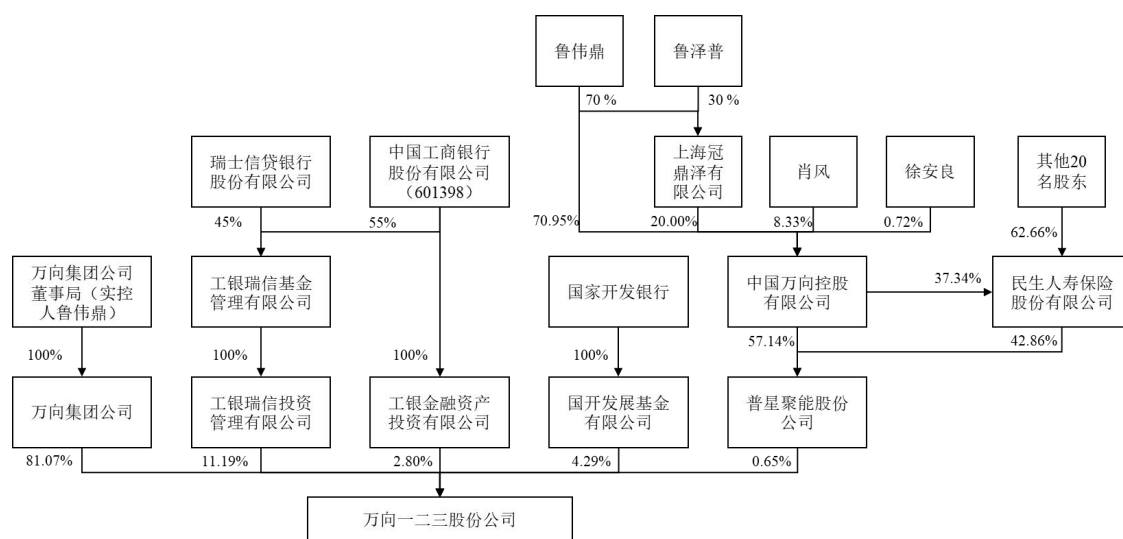 鲁伟鼎
鲁泽普
70 %
30 %
瑞士信贷银行
股份有限公司
中国工商银行
股份有限公司
（601398）
上海冠
鼎泽有
限公司
肖风
徐安良
其他20
名股东
45%
55%
70.95%
20.00%
8.33%
0.72%
62.66%
万向集团公司
董事局（实控
人鲁伟鼎）
工银瑞信基金
管理有限公司
国家开发银行
中国万向控股
有限公司
37.34%
民生人寿保险
股份有限公司
100%
100%
100%
100%
57.14%
42.86%
万向集团公司
工银瑞信投资
管理有限公司
工银金融资产
投资有限公司
国开发展基金
有限公司
普星聚能股份
公司
81.07%
11.19%
2.80%
4.29%
0.65%
万向一二三股份公司